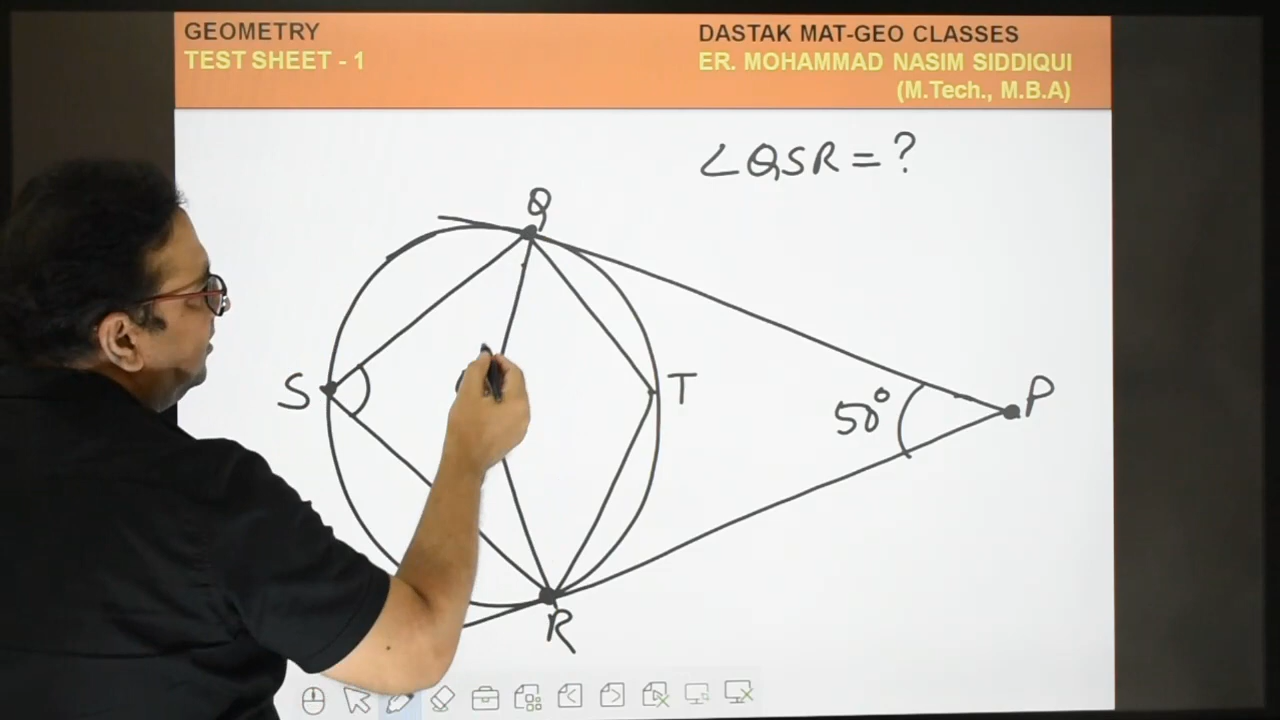 GEOMETRY
TEST SHEET - 1
DASTAK MAT-GEO CLASSES
ER. MOHAMMAD NASIM SIDDIQUI
(M.Tech., M.B.A)
∠QSR = ?
Q
S
T
50°
P
R